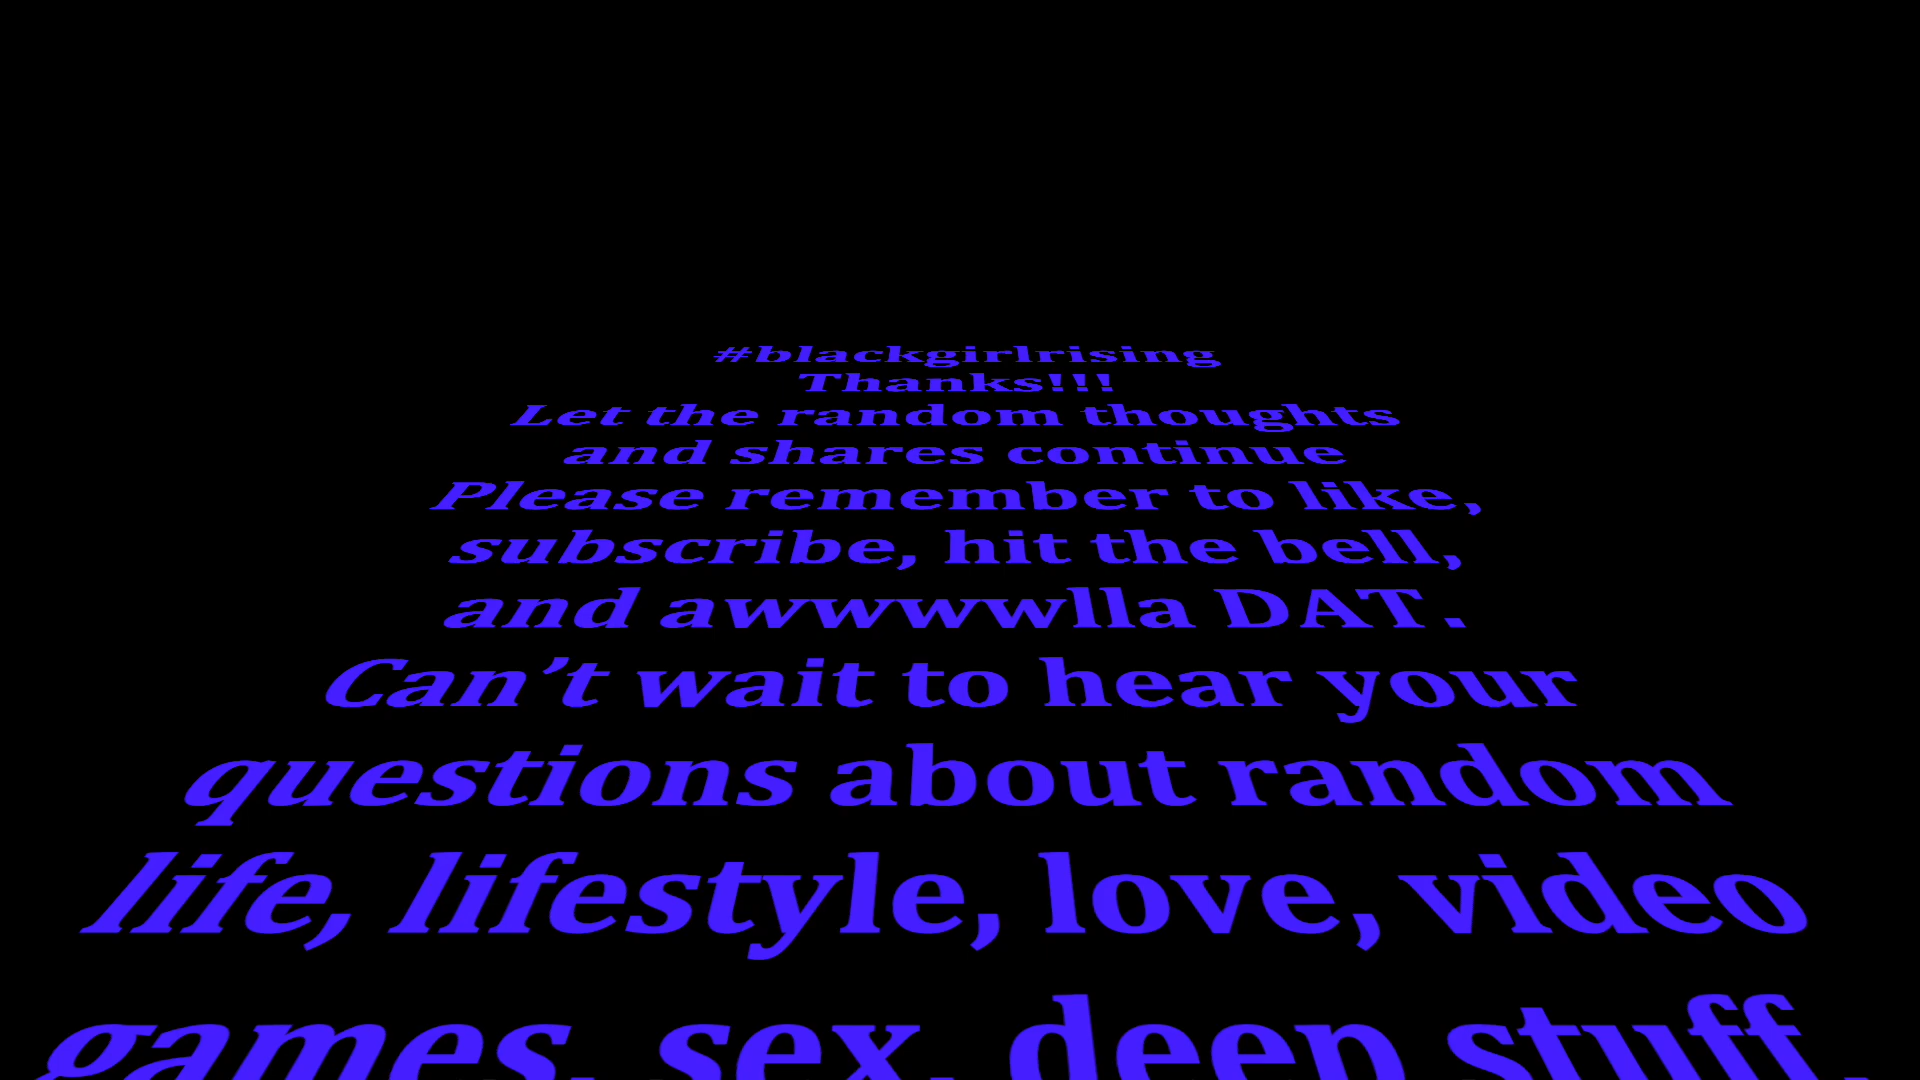 #blackgirlrising
Thanks!!!
Let the random thoughts
and shares continue
Please remember to like,
subscribe, hit the bell,
and awwwwlla DAT.
Can’t wait to hear your
questions about random
life, lifestyle, love, video
games, sex, deep stuff,